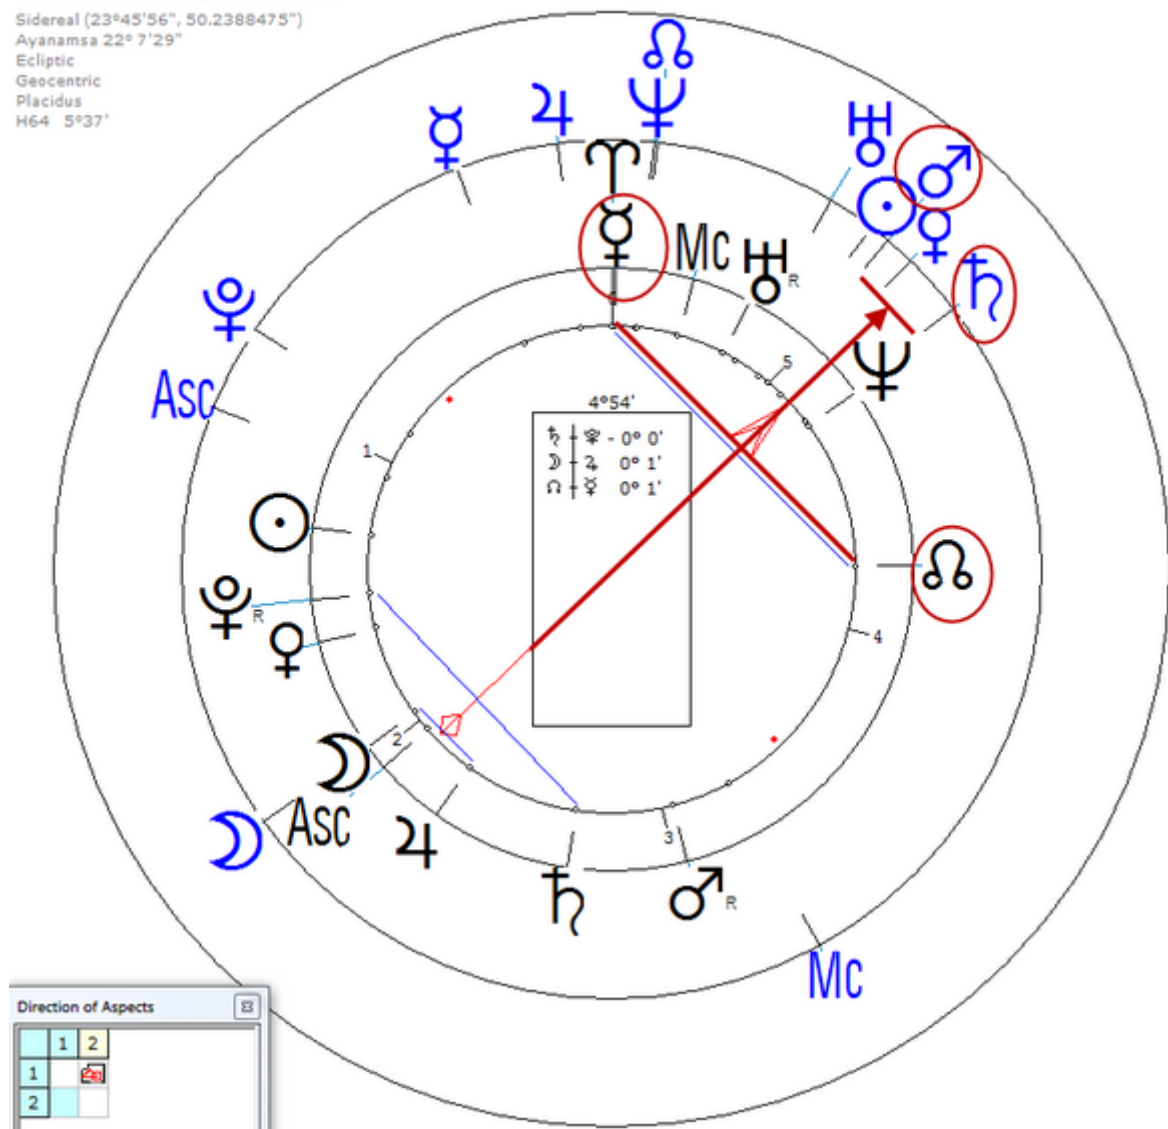 Sidereal (23°45'56", 50.2388475")
Ayanamsa 22° 7'29"
Ecliptic
Geocentric
Placidus
H64 5°37'
☊
♆
♃
☿
♅
♂
☉
♀
♄
♈
☿
Mc
♅ R
♆
Asc
5
4°54'
♄ - 0° 0'
☽ ♃ 0° 1'
☊ ☿ 0° 1'
1
☉
☊
R
♀
4
2
☽
Asc
☽
♃
3
♄
♂ R
Mc
Direction of Aspects
1 2
1
2